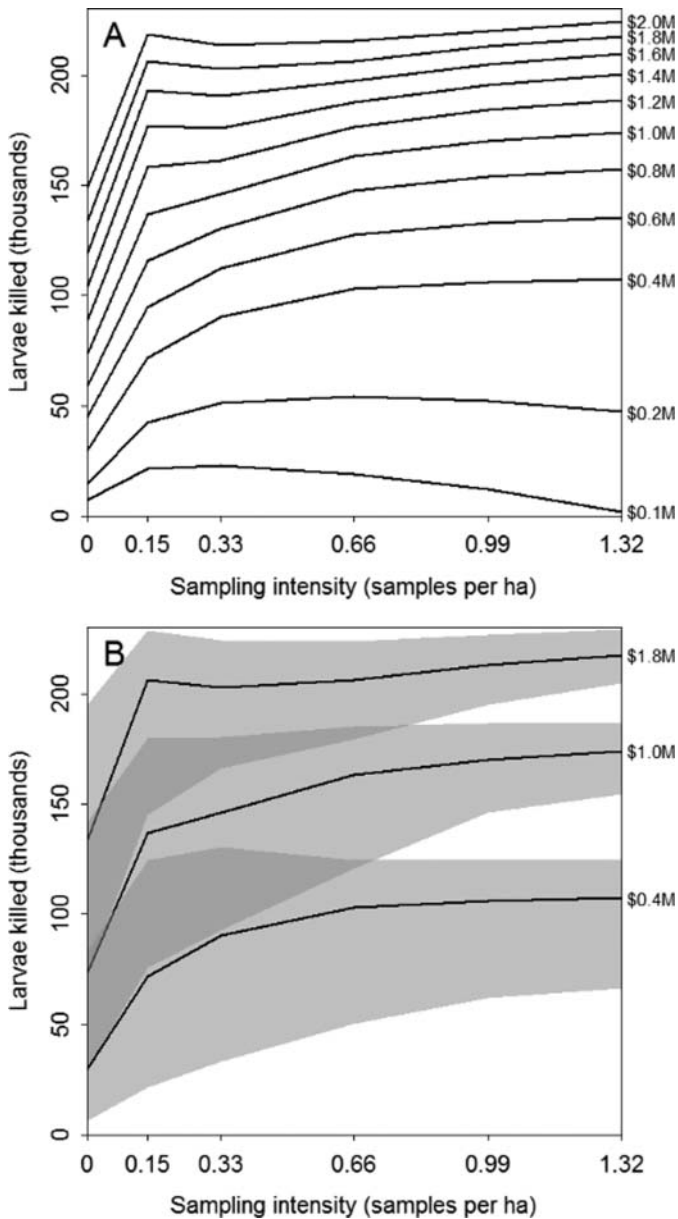 A
Larvae killed (thousands)
200
150
100
50
0
$2.0M
$1.8M
$1.6M
$1.4M
$1.2M
$1.0M
$0.8M
$0.6M
$0.4M
$0.2M
$0.1M
0 0.15 0.33 0.66 0.99 1.32
Sampling intensity (samples per ha)
B
Larvae killed (thousands)
200
150
100
50
0
$1.8M
$1.0M
$0.4M
0 0.15 0.33 0.66 0.99 1.32
Sampling intensity (samples per ha)